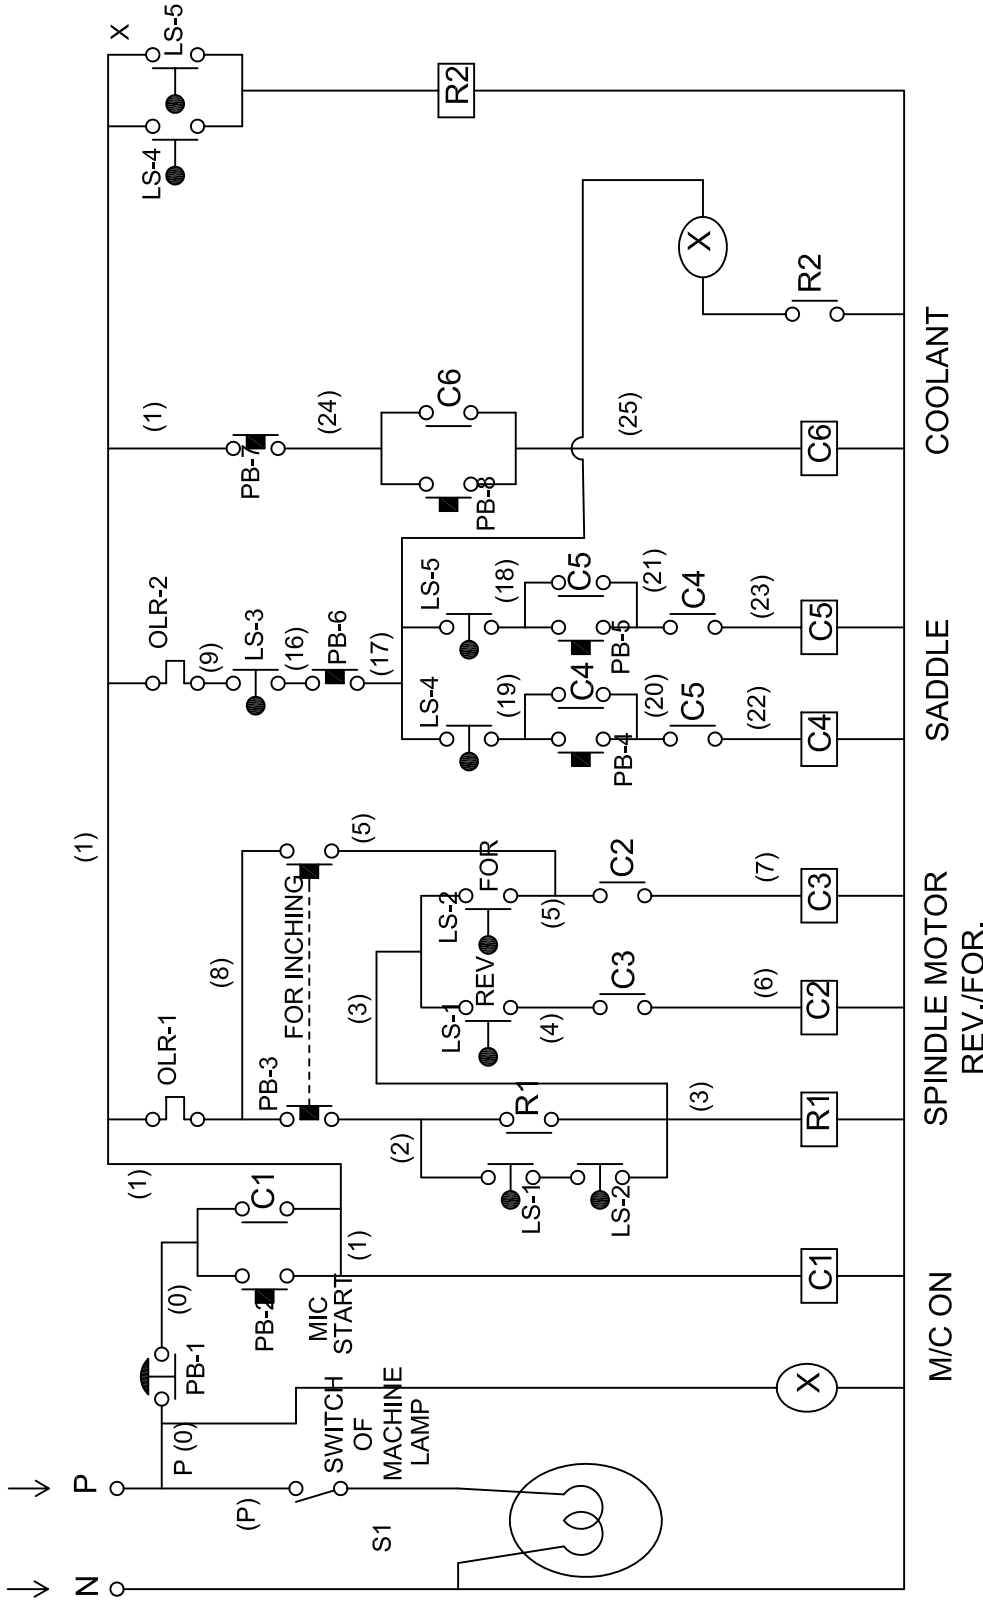 N
P
P (0)
(P)
S1
SWITCH
OF
MACHINE
LAMP
X
PB-1
(0)
PB-2
MIC
START
C1
(1)
(1)
C1
M/C ON
(1)
OLR-1
(8)
PB-3
FOR INCHING
(5)
(2)
LS-1
LS-2
R1
(3)
(3)
R1
LS-1
REV
LS-2
FOR
(4)
(5)
C3
C2
(6)
(7)
C2
C3
SPINDLE MOTOR
REV./FOR.
OLR-2
(9)
LS-3
(16)
PB-6
(17)
LS-4
LS-5
(19)
(18)
PB-4
C4
PB-5
C5
(20)
(21)
C5
C4
(22)
(23)
C4
C5
SADDLE
(1)
PB-7
(24)
PB-8
C6
(25)
C6
COOLANT
X
R2
LS-4
LS-5
X
R2